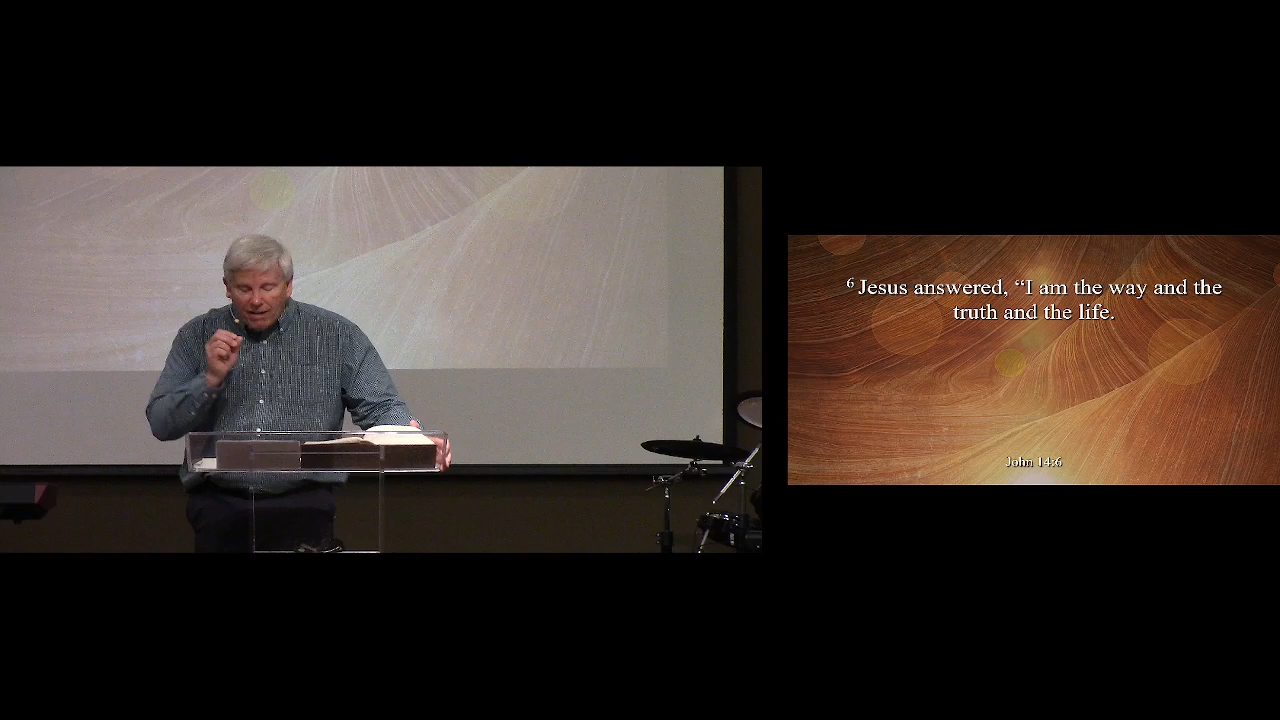 ⁶ Jesus answered, “I am the way and the
truth and the life.
John 14:6